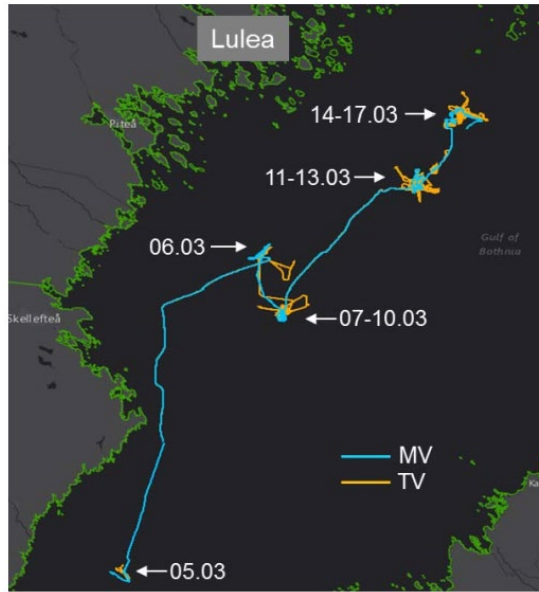 Lulea
14-17.03
Piteå
11-13.03
06.03
Gulf of
Bothnia
Skellefteå
07-10.03
MV
TV
Ka
05.03